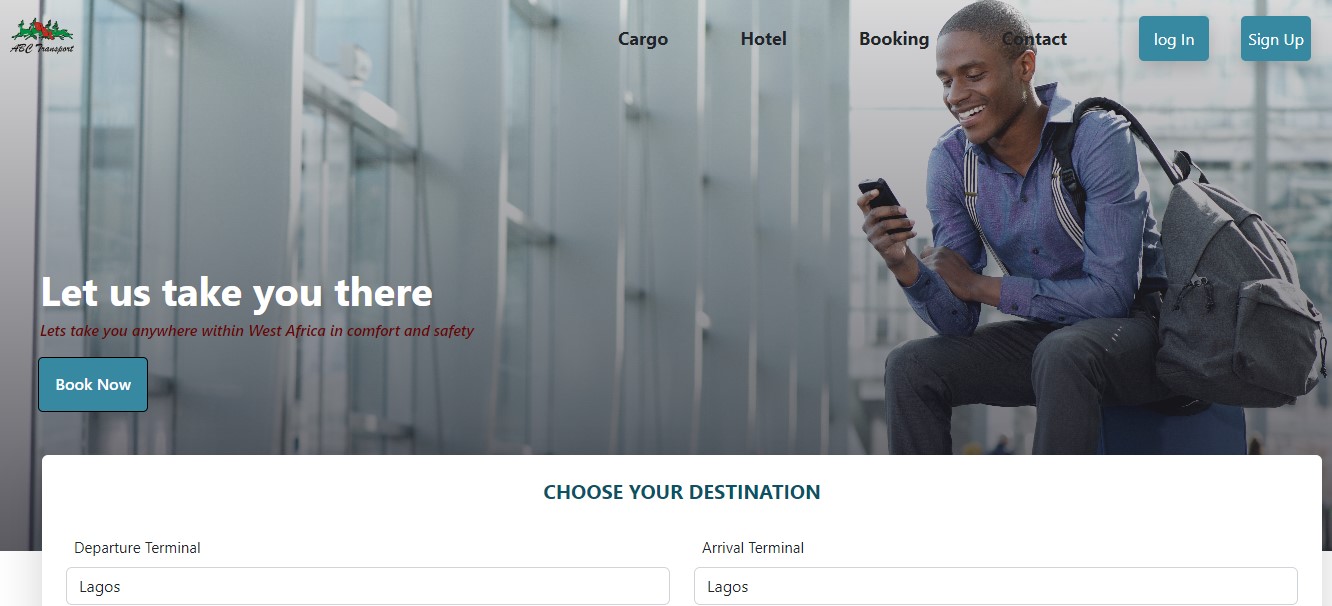 ABC Transport
Cargo Hotel Booking Contact log In Sign Up
Let us take you there
Lets take you anywhere within West Africa in comfort and safety
Book Now
CHOOSE YOUR DESTINATION
Departure Terminal Arrival Terminal
Lagos Lagos